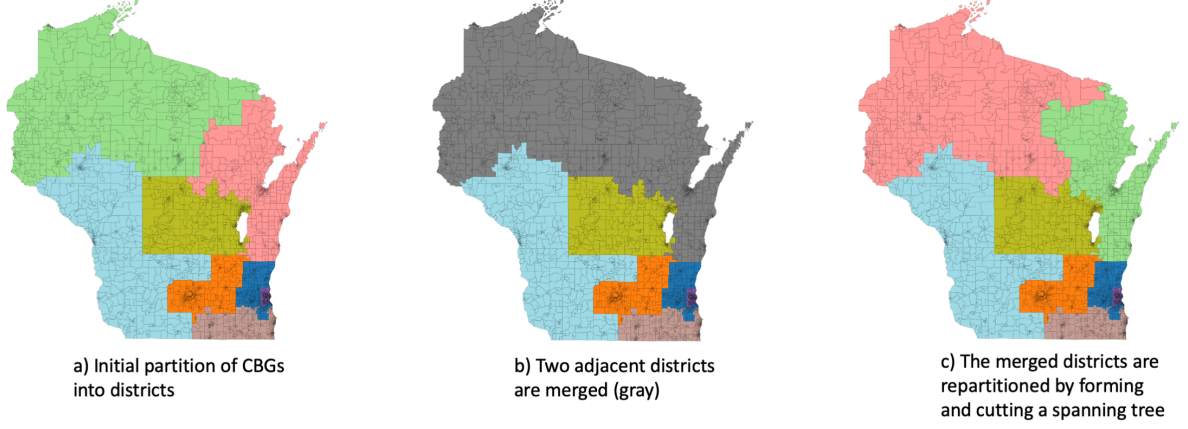 a) Initial partition of CBGs
into districts
b) Two adjacent districts
are merged (gray)
c) The merged districts are
repartitioned by forming
and cutting a spanning tree